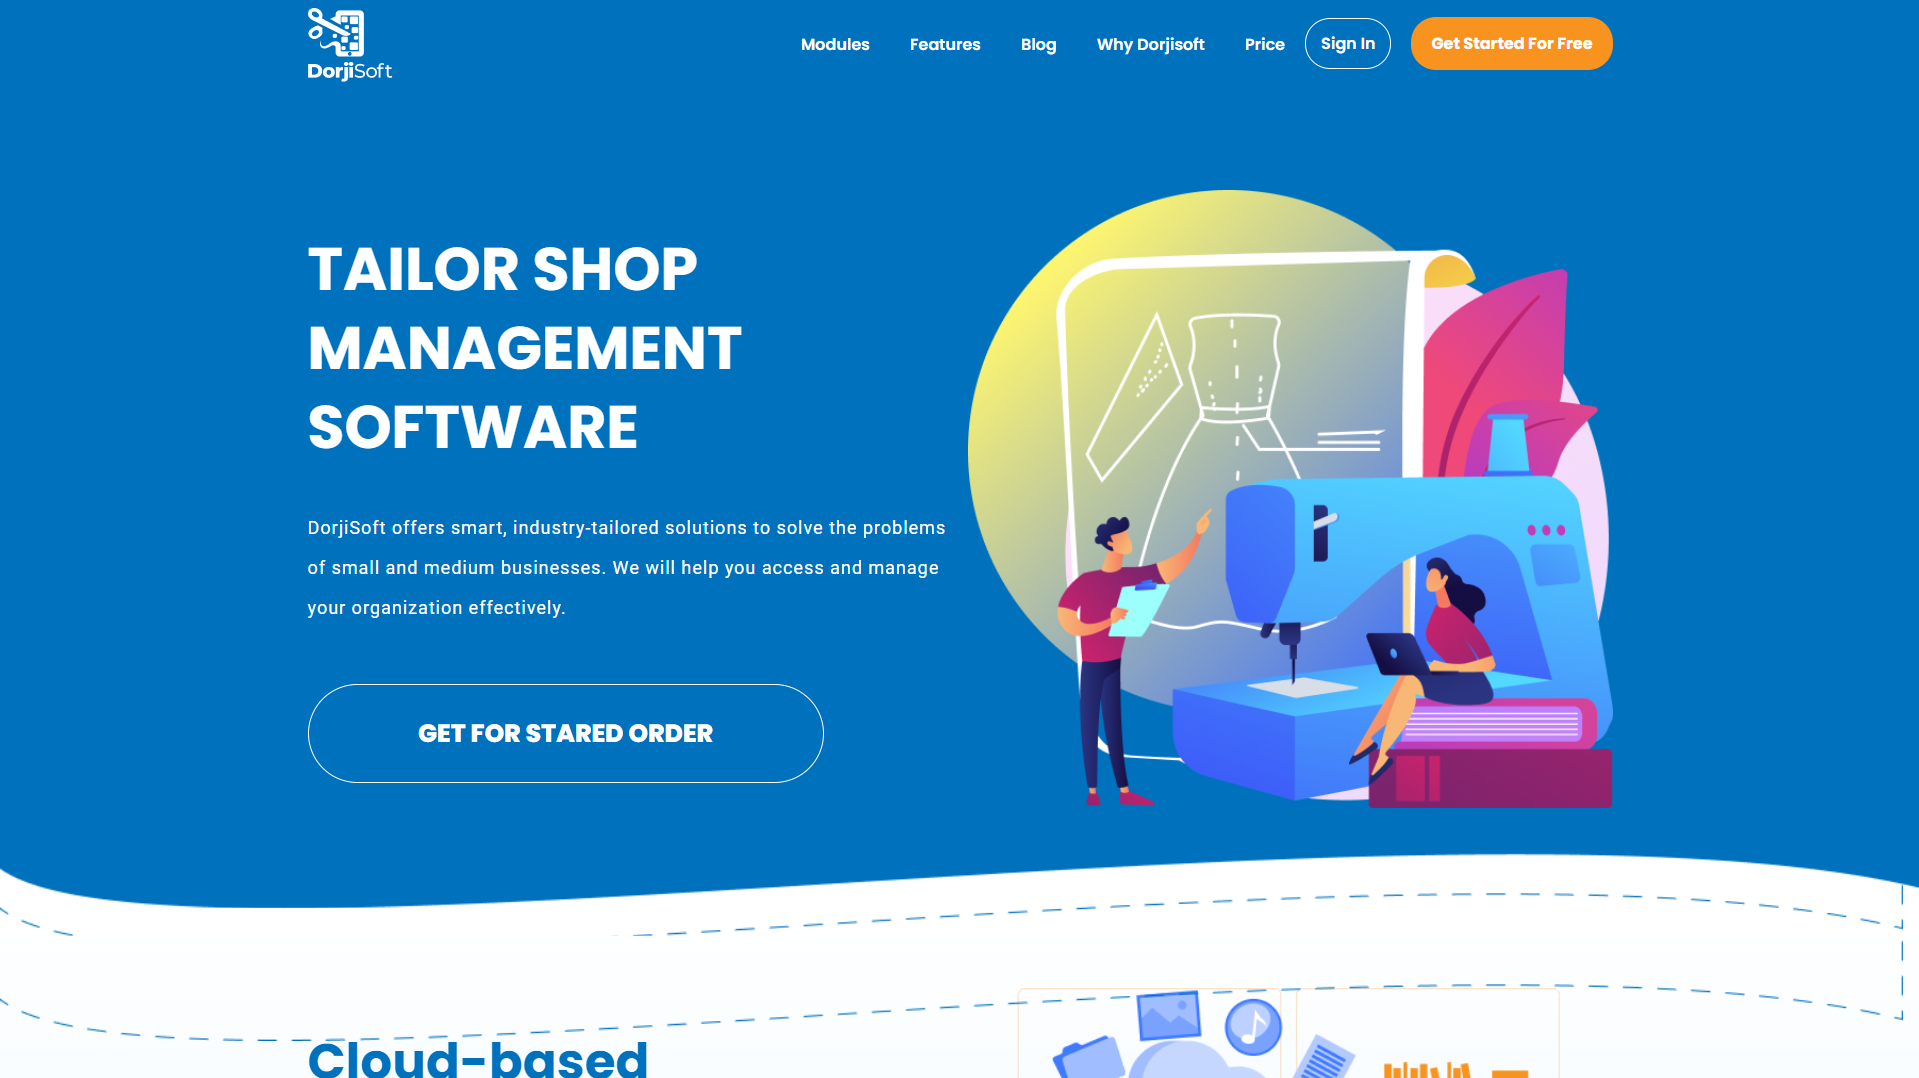 DorjiSoft
Modules Features Blog Why Dorjisoft Price Sign In Get Started For Free
TAILOR SHOP
MANAGEMENT
SOFTWARE
DorjiSoft offers smart, industry-tailored solutions to solve the problems
of small and medium businesses. We will help you access and manage
your organization effectively.
GET FOR STARED ORDER
Cloud-based